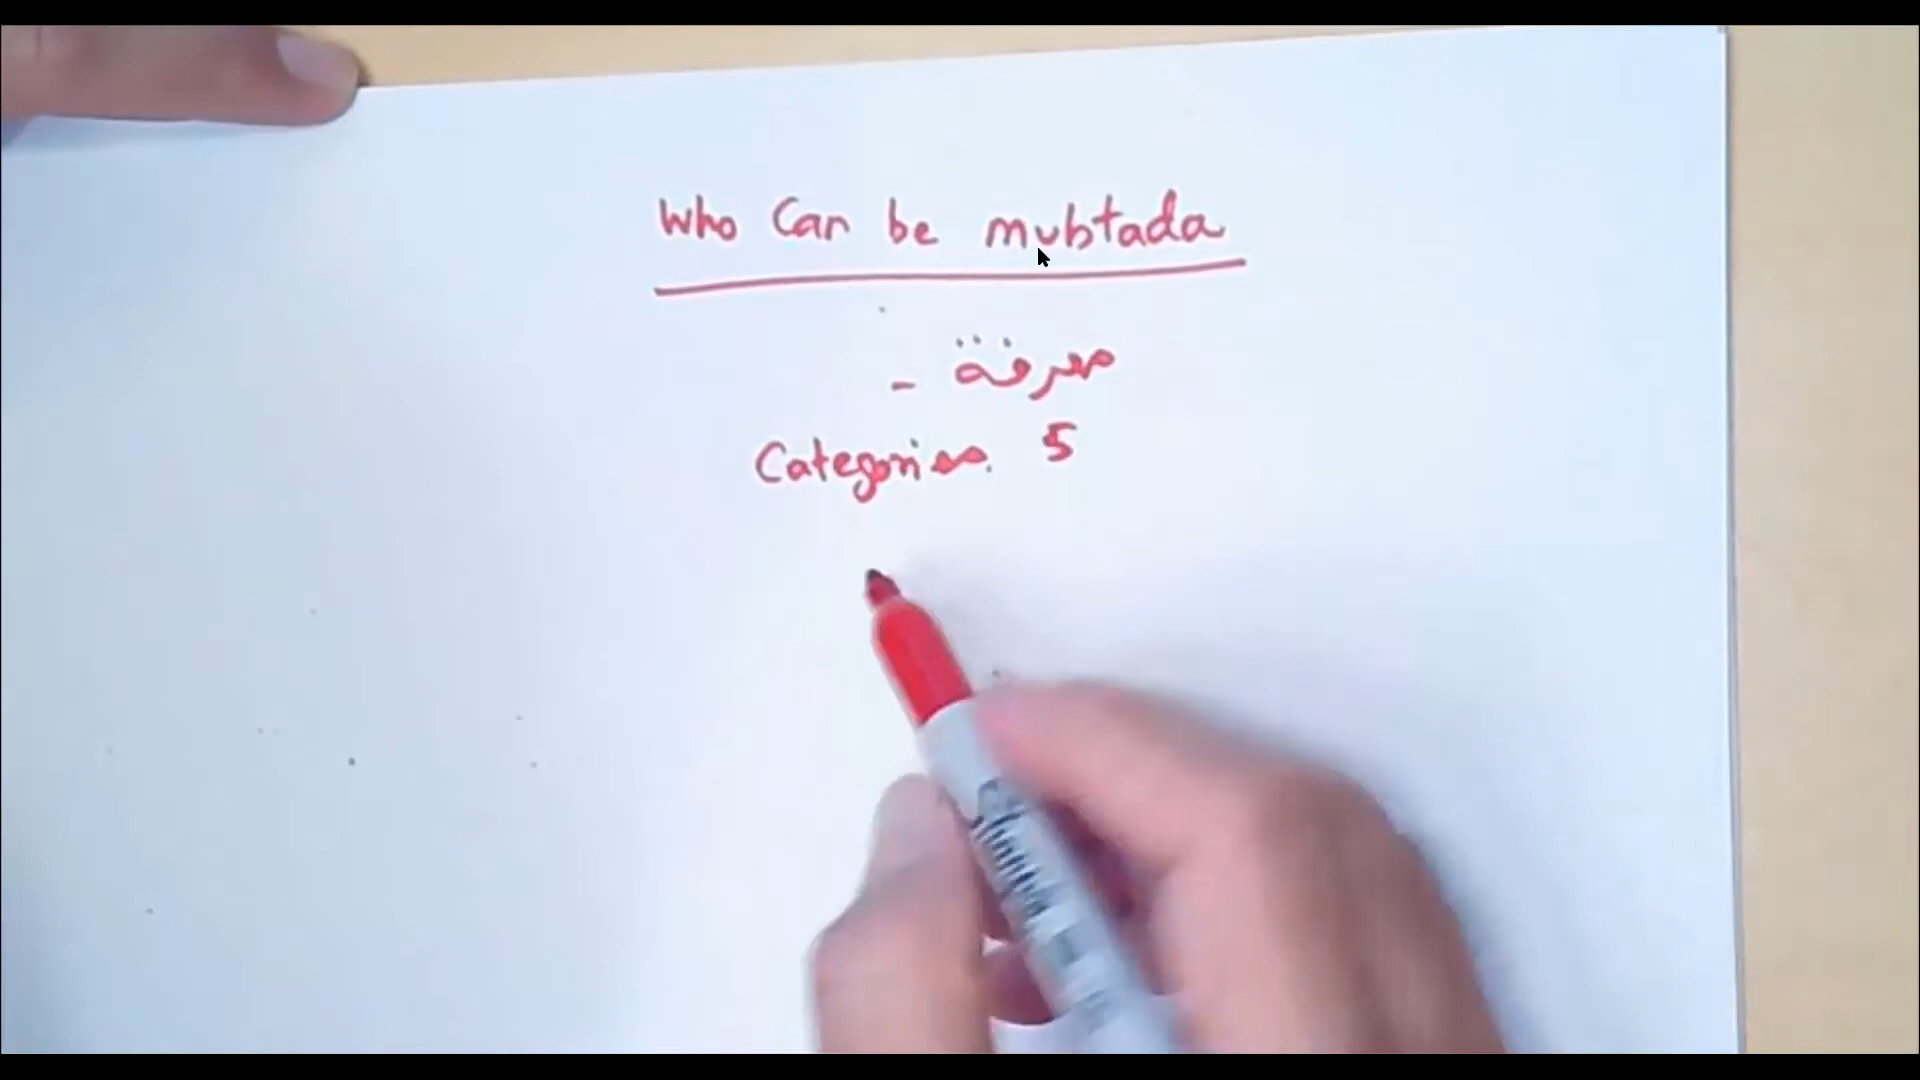 Who Can be mubtada
معرفة -
Categories. 5